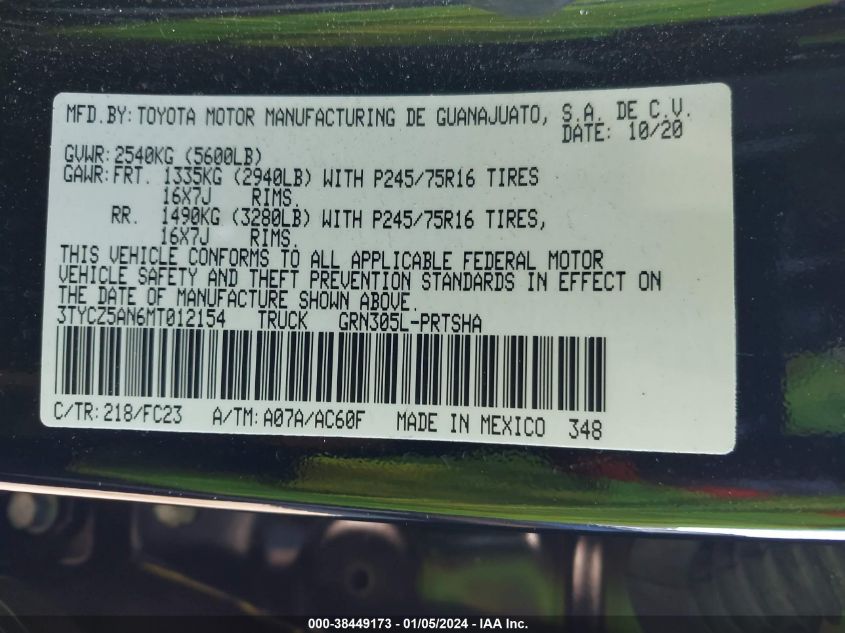 MFD.BY:TOYOTA MOTOR MANUFACTURING DE GUANAJUATO, S.A. DE C.V.
DATE: 10/20
GVWR:2540KG (5600LB)
GAWR:FRT. 1335KG (2940LB) WITH P245/75R16 TIRES
16X7J RIMS.
RR. 1490KG (3280LB) WITH P245/75R16 TIRES,
16X7J RIMS.
THIS VEHICLE CONFORMS TO ALL APPLICABLE FEDERAL MOTOR
VEHICLE SAFETY AND THEFT PREVENTION STANDARDS IN EFFECT ON
THE DATE OF MANUFACTURE SHOWN ABOVE.
3TYCZ5AN6MT012154 TRUCK GRN305L-PRTSHA
C/TR:218/FC23 A/TM:A07A/AC60F MADE IN MEXICO 348
000-38449173 - 01/05/2024 - IAA Inc.